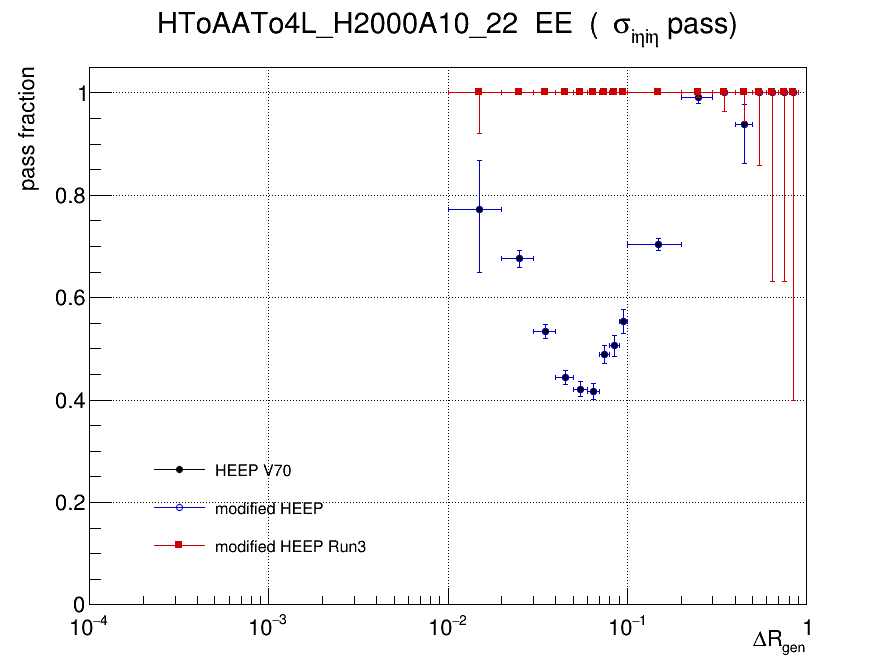 HToAATo4L_H2000A10_22 EE ( σiηiη pass)
pass fraction
1
0.8
0.6
0.4
0.2
0
HEEP V70
modified HEEP
modified HEEP Run3
10−4
10−3
10−2
10−1
1
ΔRgen